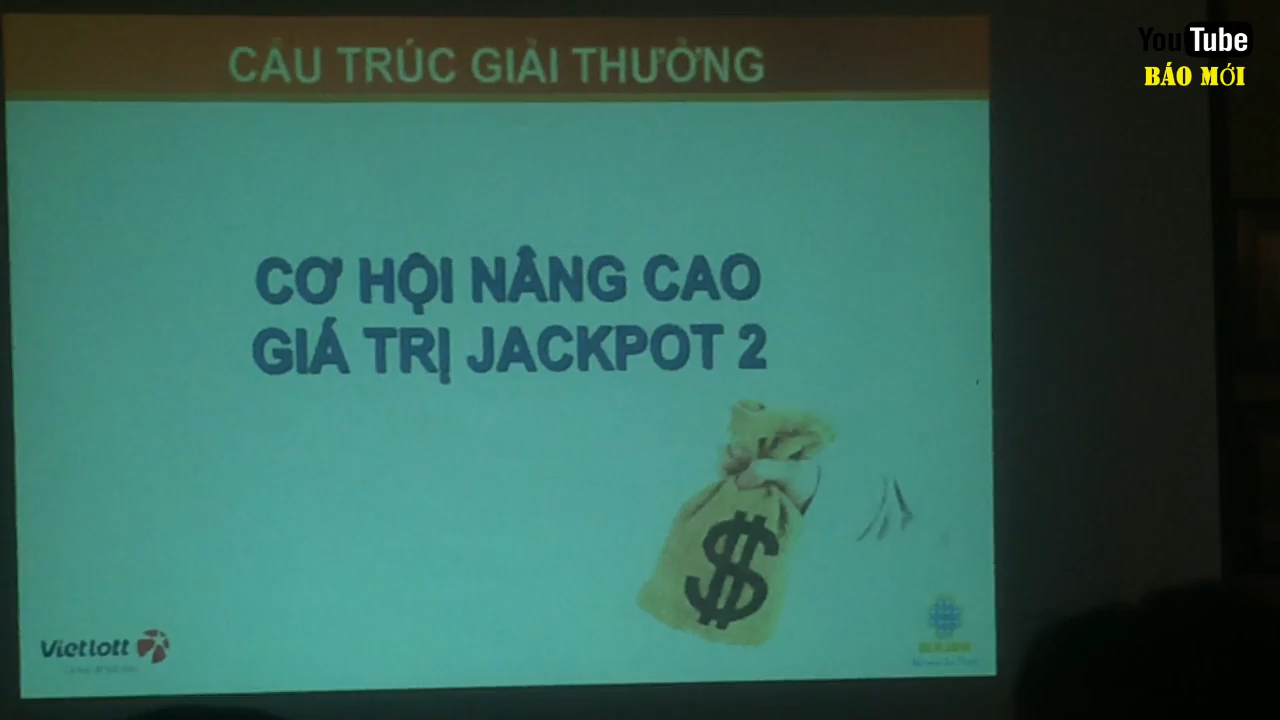 YouTube
BÁO MỚI
CẤU TRÚC GIẢI THƯỞNG
CƠ HỘI NÂNG CAO
GIÁ TRỊ JACKPOT 2
$
Vietlott